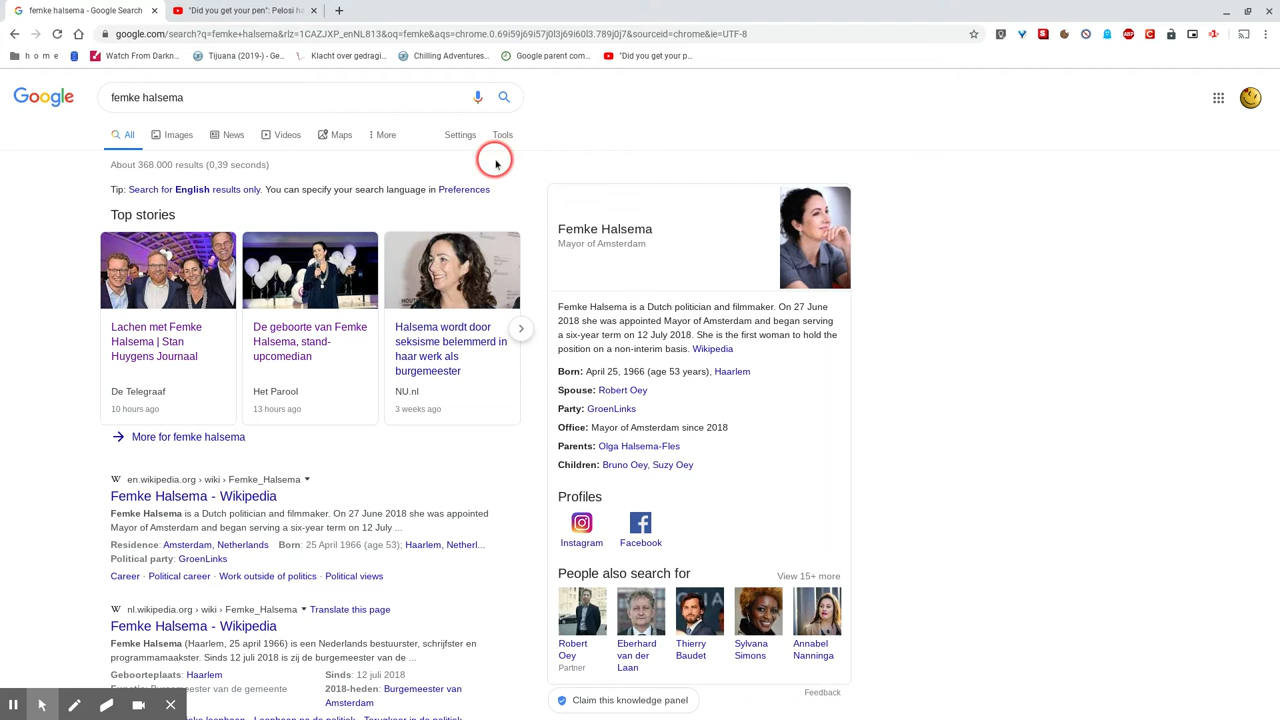 femke halsema - Google Search
"Did you get your pen": Pelosi ha
google.com/search?q=femke+halsema&rlz=1CAZJXP_enNL813&oq=femke&aqs=chrome.0.69i59j69i57j0l3j69i60l3.789j0j7&sourceid=chrome&ie=UTF-8
h o m e
Watch From Darkn...
Tijuana (2019-) - Ge...
Klacht over gedragi...
Chilling Adventures...
Google parent com...
"Did you get your p...
Google
femke halsema
All Images News Videos Maps More Settings Tools
About 368.000 results (0,39 seconds)
Tip: Search for English results only. You can specify your search language in Preferences
Top stories
Lachen met Femke
Halsema | Stan
Huygens Journaal
De Telegraaf
10 hours ago
De geboorte van Femke
Halsema, stand-
upcomedian
Het Parool
13 hours ago
Halsema wordt door
seksisme belemmerd in
haar werk als
burgemeester
NU.nl
3 weeks ago
More for femke halsema
en.wikipedia.org › wiki › Femke_Halsema
Femke Halsema - Wikipedia
Femke Halsema is a Dutch politician and filmmaker. On 27 June 2018 she was appointed
Mayor of Amsterdam and began serving a six-year term on 12 July ...
Residence: Amsterdam, Netherlands Born: 25 April 1966 (age 53); Haarlem, Netherl...
Political party: GroenLinks
Career · Political career · Work outside of politics · Political views
nl.wikipedia.org › wiki › Femke_Halsema Translate this page
Femke Halsema - Wikipedia
Femke Halsema (Haarlem, 25 april 1966) is een Nederlands bestuurster, schrijfster en
programmamaakster. Sinds 12 juli 2018 is zij de burgemeester van de ...
Geboorteplaats: Haarlem
Sinds: 12 juli 2018
Burgemeester van de gemeente
2018-heden: Burgemeester van
Amsterdam
Femke Halsema
Mayor of Amsterdam
Femke Halsema is a Dutch politician and filmmaker. On 27 June
2018 she was appointed Mayor of Amsterdam and began serving
a six-year term on 12 July 2018. She is the first woman to hold the
position on a non-interim basis. Wikipedia
Born: April 25, 1966 (age 53 years), Haarlem
Spouse: Robert Oey
Party: GroenLinks
Office: Mayor of Amsterdam since 2018
Parents: Olga Halsema-Fles
Children: Bruno Oey, Suzy Oey
Profiles
Instagram
Facebook
People also search for
View 15+ more
Robert
Oey
Partner
Eberhard
van der
Laan
Thierry
Baudet
Sylvana
Simons
Annabel
Nanninga
Feedback
Claim this knowledge panel